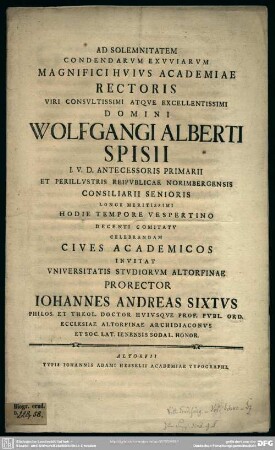 AD SOLEMNITATEM
CONDENDARVM EXVVIARVM
MAGNIFICI HVIVS ACADEMIAE
RECTORIS
VIRI CONSVLTISSIMI ATQVE EXCELLENTISSIMI
DOMINI
WOLFGANGI ALBERTI
SPISII
I. V. D. ANTECESSORIS PRIMARII
ET PERILLVSTRIS REIPVBLICAE NORIMBERGENSIS
CONSILIARII SENIORIS
LONGE MERITISSIMI
HODIE TEMPORE VESPERTINO
DECENTI COMITATV
CELEBRANDAM
CIVES ACADEMICOS
INVITAT
VNIVERSITATIS STVDIORVM ALTORFINAE
PRORECTOR
IOHANNES ANDREAS SIXTVS
PHILOS. ET THEOL. DOCTOR EIVSQVE PROF. PVBL. ORD.
ECCLESIAE ALTORFINAE ARCHIDIACONVS
ET SOC. LAT. IENENSIS SODAL. HONOR.
ALTORFII
TYPIS IOHANNIS ADAMI HESSELII ACADEMIAE TYPOGRAPHI.
Biogr. erud.